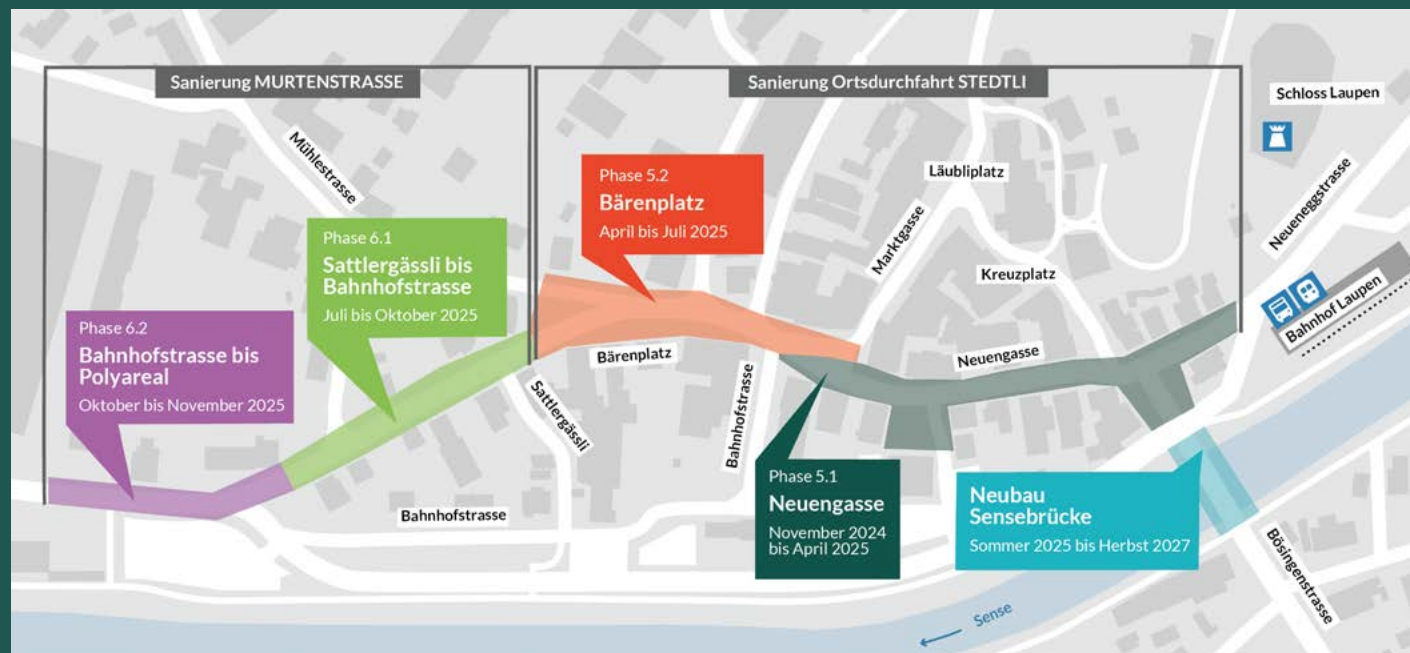 Sanierung MURTENSTRASSE
Sanierung Ortsdurchfahrt STEDTLI
Schloss Laupen
Mühlestrasse
Phase 5.2
Bärenplatz
April bis Juli 2025
Läubliplatz
Neueneggstrasse
Marktgasse
Phase 6.1
Sattlergässli bis
Bahnhofstrasse
Juli bis Oktober 2025
Kreuzplatz
Bahnhof Laupen
Phase 6.2
Bahnhofstrasse bis
Polyareal
Oktober bis November 2025
Bärenplatz
Neuengasse
Sattlergässli
Bahnhofstrasse
Phase 5.1
Neuengasse
November 2024
bis April 2025
Neubau
Sensebrücke
Sommer 2025 bis Herbst 2027
Bahnhofstrasse
Bösingenstrasse
Sense